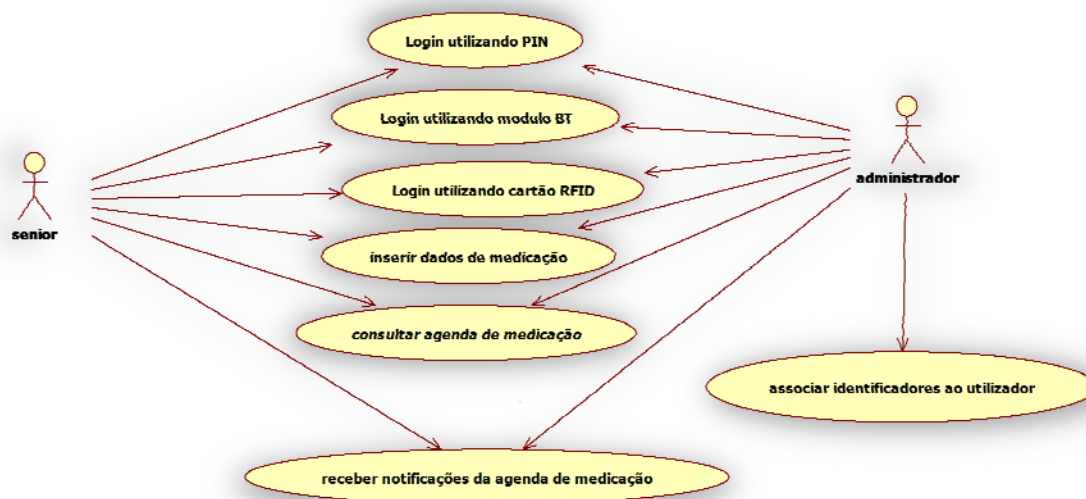 Login utilizando PIN
Login utilizando modulo BT
Login utilizando cartão RFID
inserir dados de medicação
consultar agenda de medicação
receber notificações da agenda de medicação
associar identificadores ao utilizador
senior
administrador